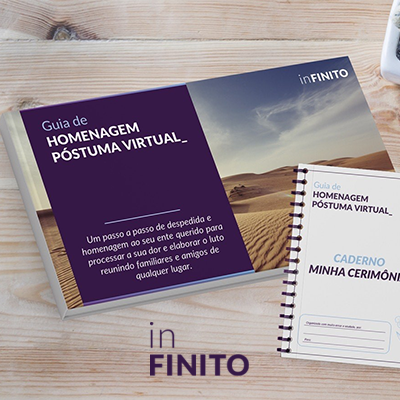 inFINITO
Guia de
HOMENAGEM
PÓSTUMA VIRTUAL_
Um passo a passo de despedida e
homenagem ao seu ente querido para
processar a sua dor e elaborar o luto
reunindo familiares e amigos de
qualquer lugar.
Guia de
HOMENAGEM
PÓSTUMA VIRTUAL_
CADERNO
MINHA CERIMÔNI
in
FINITO